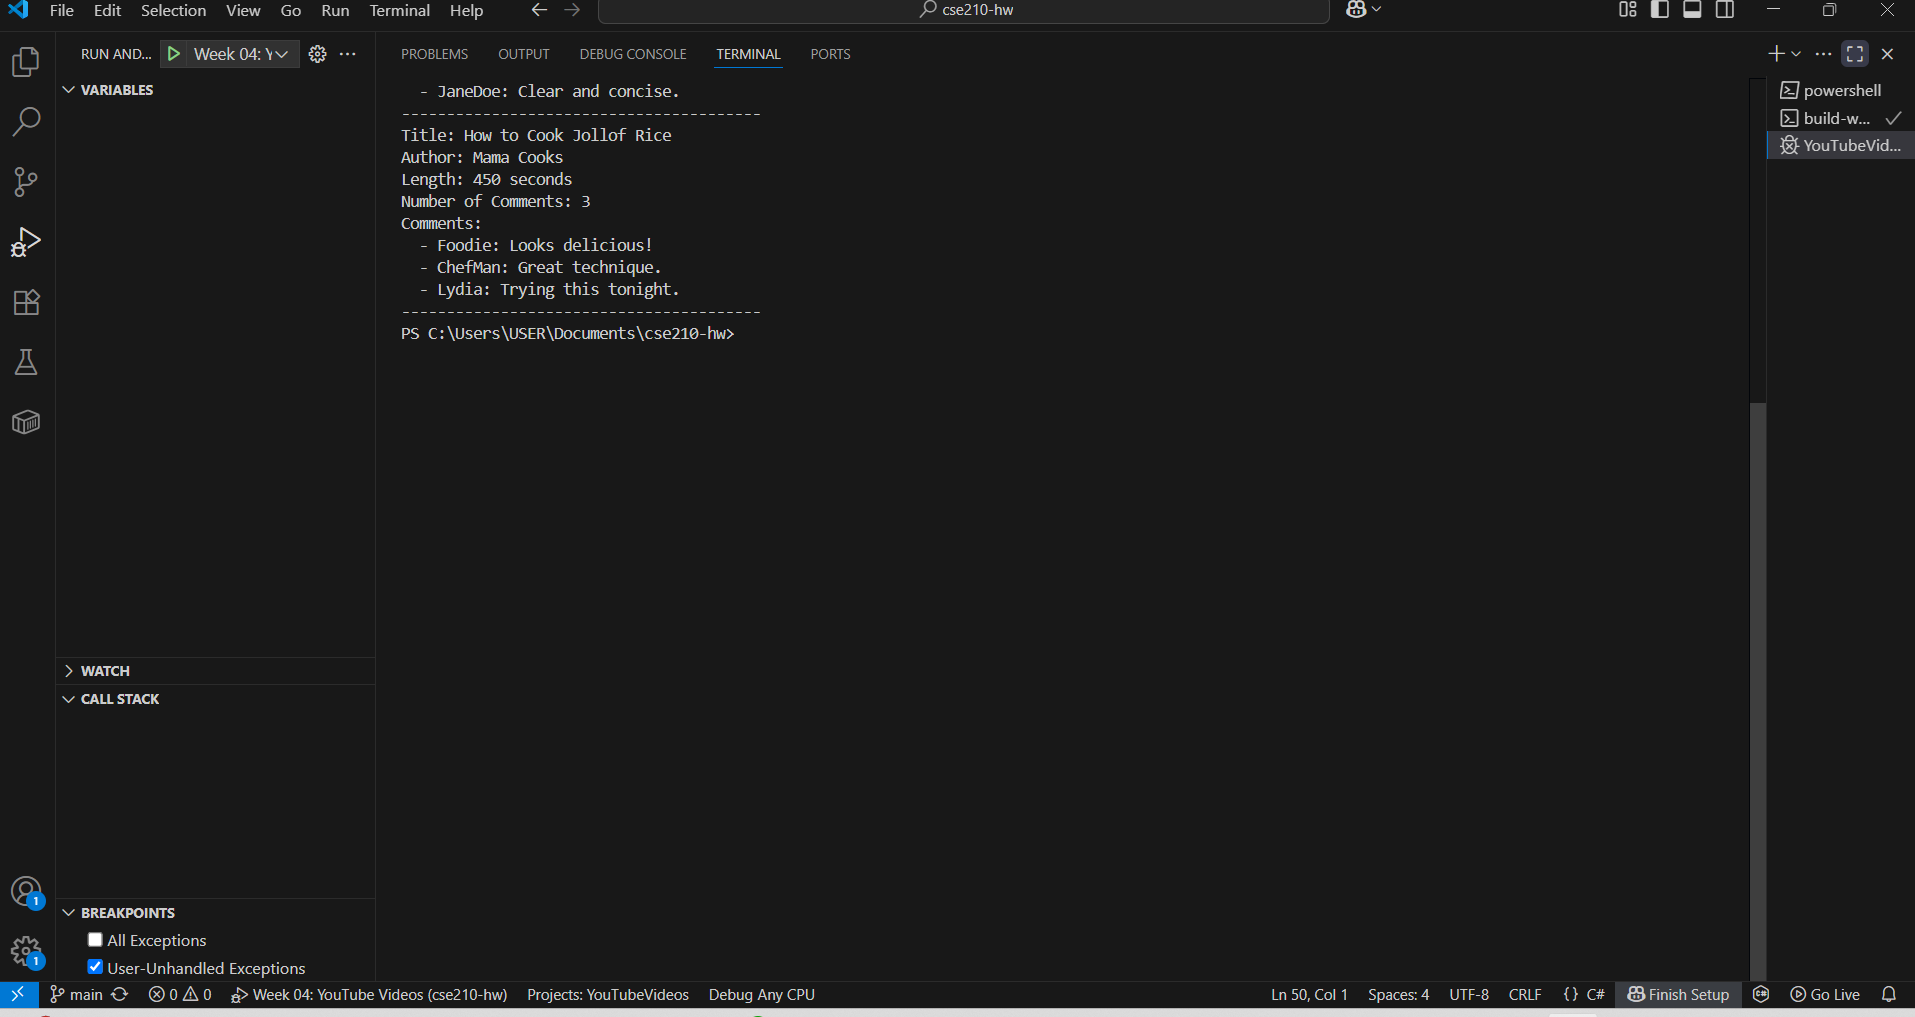 File Edit Selection View Go Run Terminal Help
cse210-hw
RUN AND... Week 04: Y
VARIABLES
WATCH
CALL STACK
BREAKPOINTS
All Exceptions
User-Unhandled Exceptions
1
1
PROBLEMS OUTPUT DEBUG CONSOLE TERMINAL PORTS
- JaneDoe: Clear and concise.
----------------------------------------
Title: How to Cook Jollof Rice
Author: Mama Cooks
Length: 450 seconds
Number of Comments: 3
Comments:
- Foodie: Looks delicious!
- ChefMan: Great technique.
- Lydia: Trying this tonight.
----------------------------------------
PS C:\Users\USER\Documents\cse210-hw>
powershell
build-w...
YouTubeVid...
main 0 0 Week 04: YouTube Videos (cse210-hw) Projects: YouTubeVideos Debug Any CPU Ln 50, Col 1 Spaces: 4 UTF-8 CRLF {} C# Finish Setup Go Live